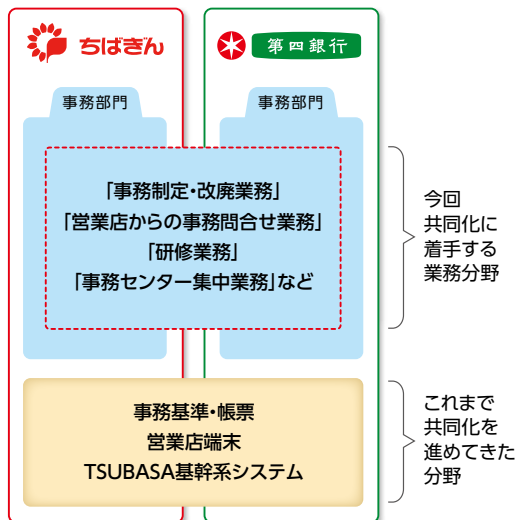 ちばぎん
第四銀行
事務部門
事務部門
「事務制定・改廃業務」
「営業店からの事務問合せ業務」
「研修業務」
「事務センター集中業務」など
今回
共同化に
着手する
業務分野
事務基準・帳票
営業店端末
TSUBASA基幹系システム
これまで
共同化を
進めてきた
分野